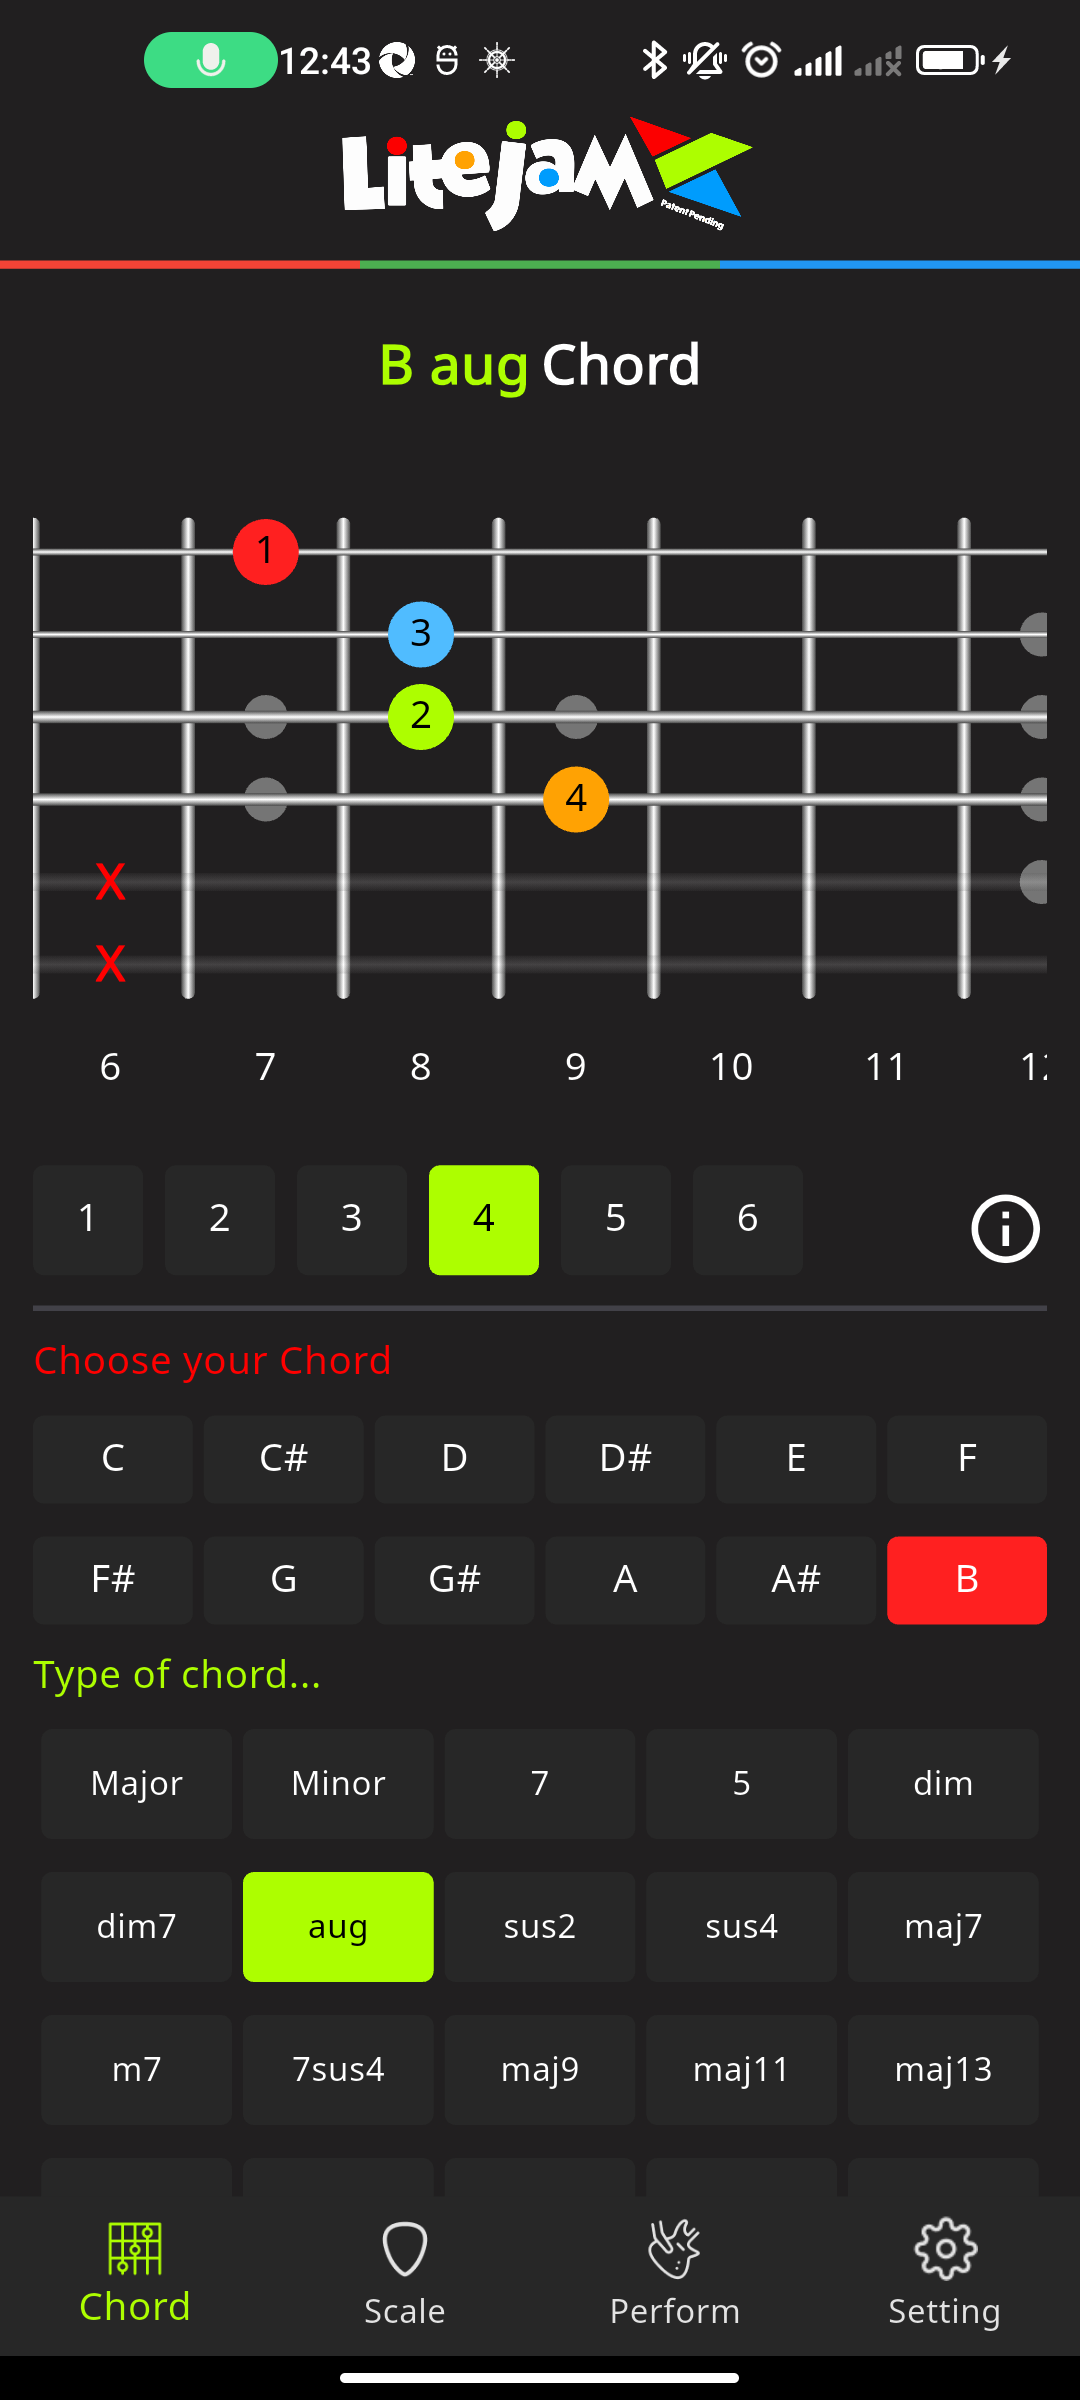 12:43
LitejaM
Patent Pending
B aug Chord
1
3
2
4
X
X
6 7 8 9 10 11
1 2 3 4 5 6
Choose your Chord
C C# D D# E F
F# G G# A A# B
Type of chord...
Major Minor 7 5 dim
dim7 aug sus2 sus4 maj7
m7 7sus4 maj9 maj11 maj13
Chord Scale Perform Setting